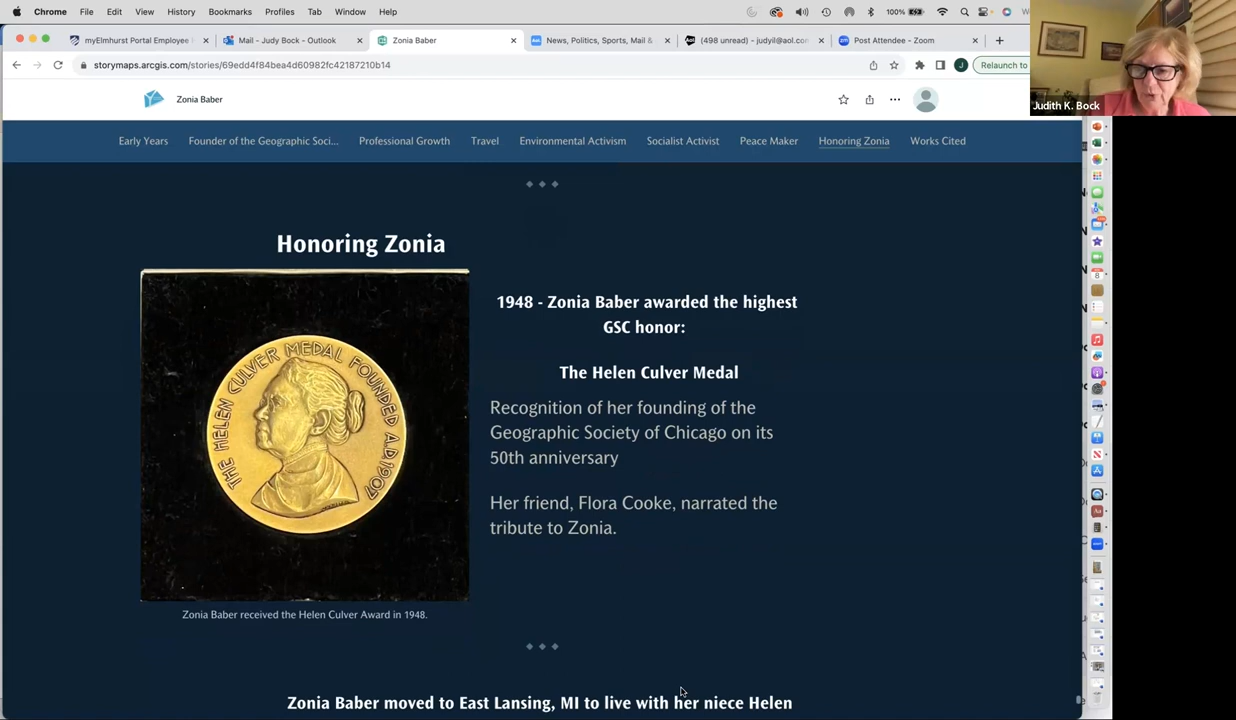 Chrome File Edit View History Bookmarks Profiles Tab Window Help
100%
myElmhurst Portal Employee
Mail - Judy Bock - Outlook
Zonia Baber
News, Politics, Sports, Mail &
(498 unread) - judyil@aol.com
Post Attendee - Zoom
storymaps.arcgis.com/stories/69edd4f84bea4d60982fc42187210b14
J
Relaunch to
Judith K. Bock
Zonia Baber
Early Years
Founder of the Geographic Soci...
Professional Growth
Travel
Environmental Activism
Socialist Activist
Peace Maker
Honoring Zonia
Works Cited
Honoring Zonia
THE HELEN CULVER MEDAL FOUNDED A.D. 1907
1948 - Zonia Baber awarded the highest
GSC honor:
The Helen Culver Medal
Recognition of her founding of the
Geographic Society of Chicago on its
50th anniversary
Her friend, Flora Cooke, narrated the
tribute to Zonia.
Zonia Baber received the Helen Culver Award in 1948.
Zonia Baber moved to East Lansing, MI to live with her niece Helen